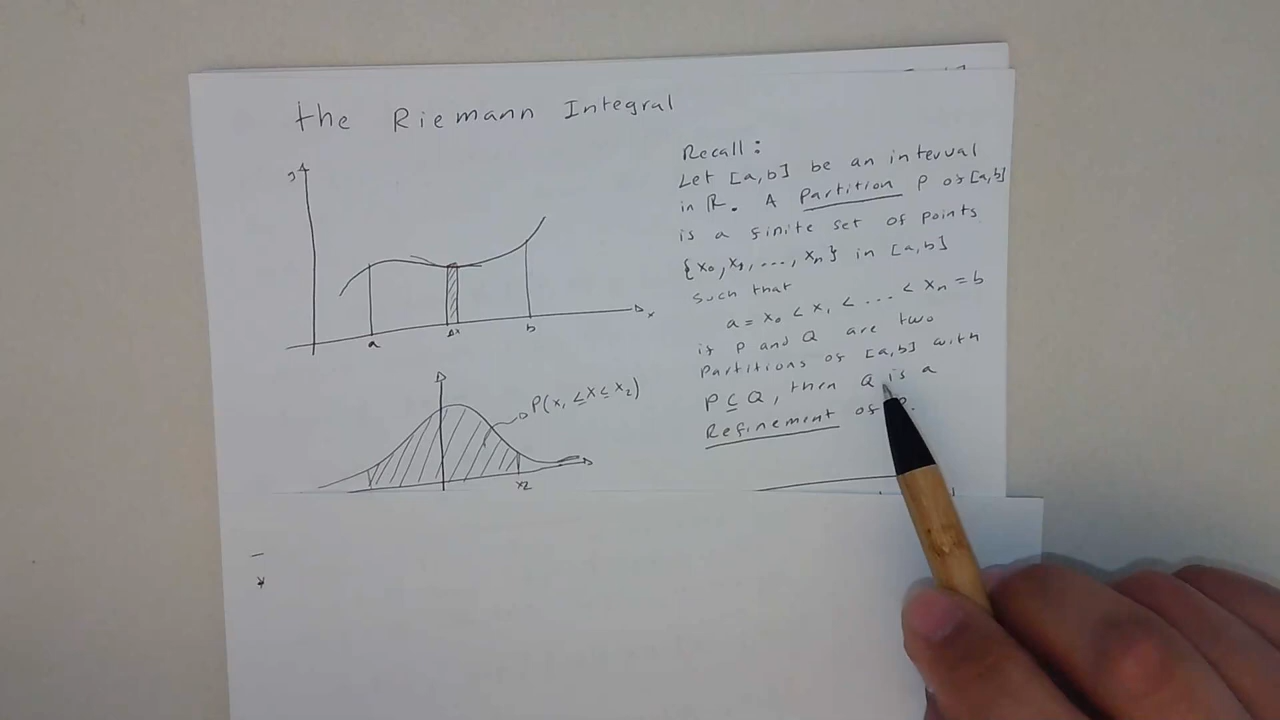 the Riemann Integral
Recall:
Let [a,b] be an interval
in ℝ. A Partition P of [a,b]
is a finite set of points
{x₀, x₁, ..., xₙ} in [a,b]
such that
a = x₀ < x₁ < ... < xₙ = b
if P and Q are two
Partitions of [a,b] with
P ⊆ Q, then Q is a
Refinement of P.
a
Δx
b
x
P(x₁ ≤ X ≤ x₂)
x₂